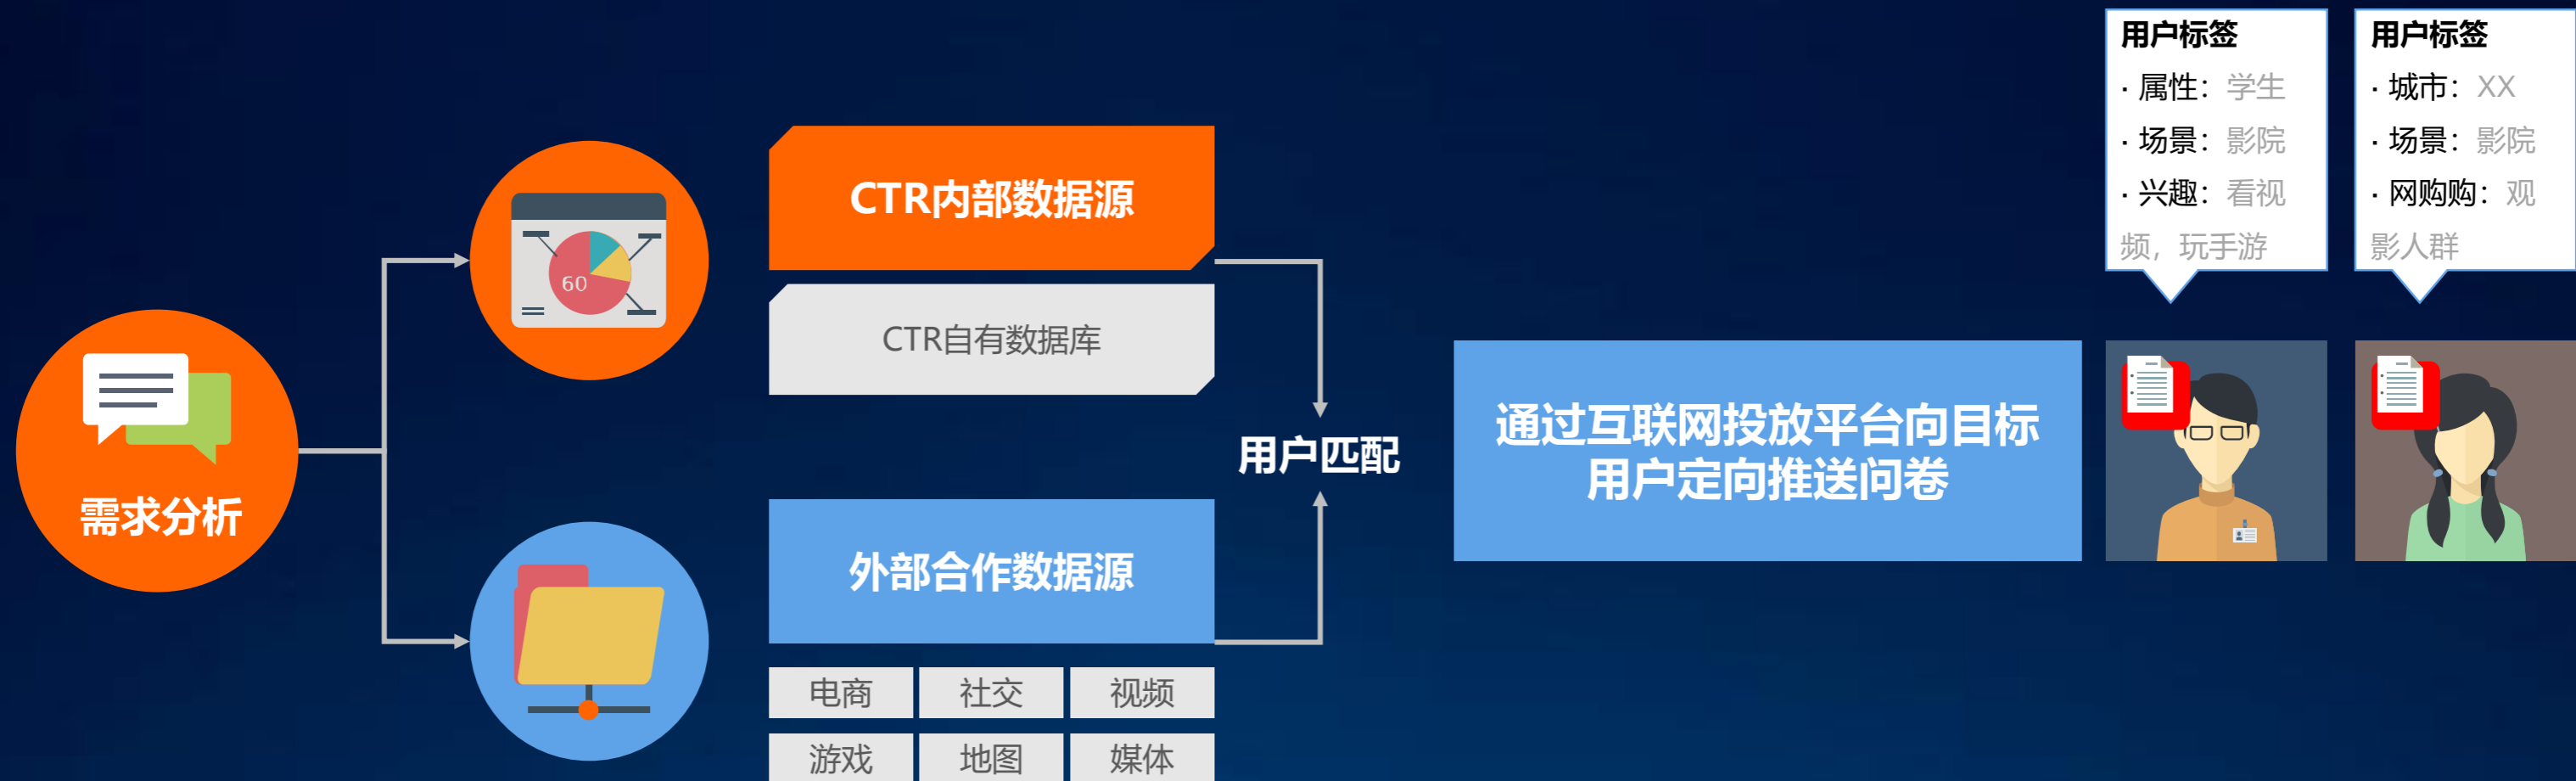 需求分析
60
CTR内部数据源
CTR自有数据库
外部合作数据源
电商
社交
视频
游戏
地图
媒体
用户匹配
通过互联网投放平台向目标
用户定向推送问卷
用户标签
· 属性：学生
· 场景：影院
· 兴趣：看视
频，玩手游
用户标签
· 城市：XX
· 场景：影院
· 网购购：观
影人群